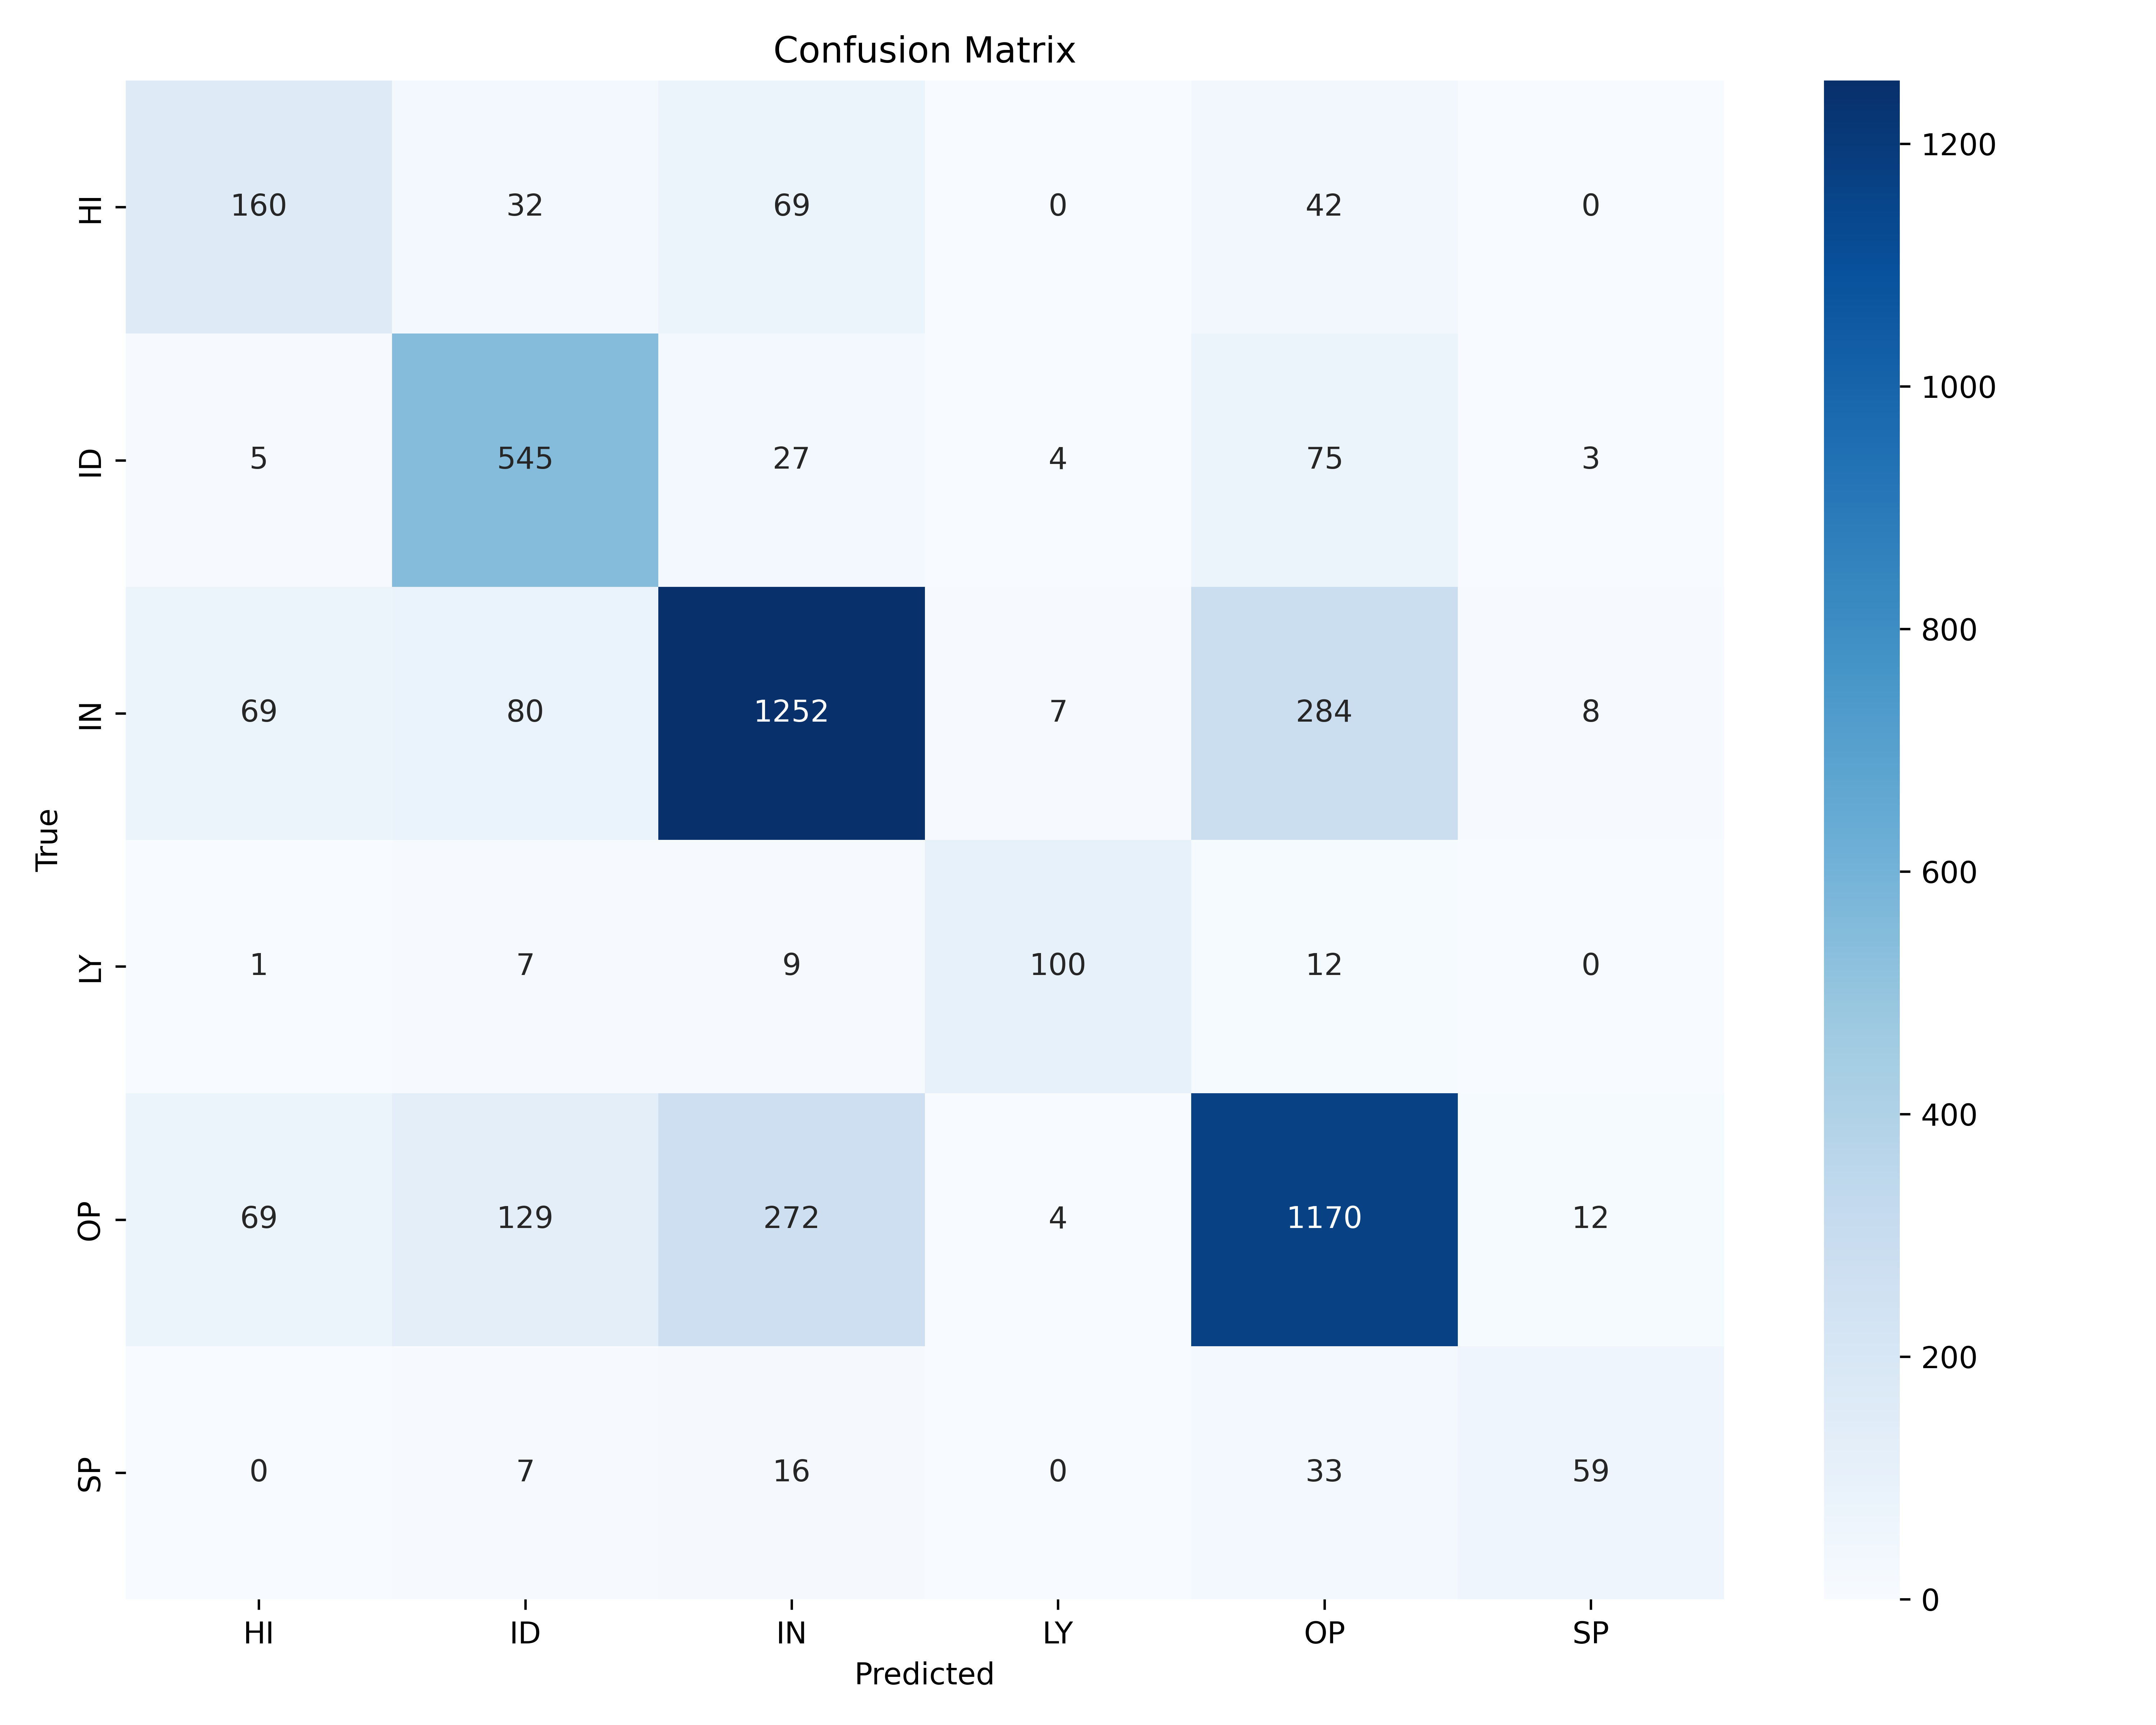 Confusion Matrix
True
HI 160 32 69 0 42 0
ID 5 545 27 4 75 3
IN 69 80 1252 7 284 8
LY 1 7 9 100 12 0
OP 69 129 272 4 1170 12
SP 0 7 16 0 33 59
HI ID IN LY OP SP
Predicted
1200
1000
800
600
400
200
0